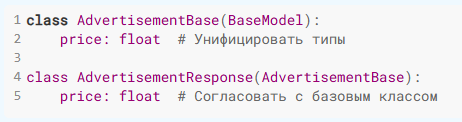 1 class AdvertisementBase(BaseModel):
2     price: float  # Унифицировать типы
3
4 class AdvertisementResponse(AdvertisementBase):
5     price: float  # Согласовать с базовым классом